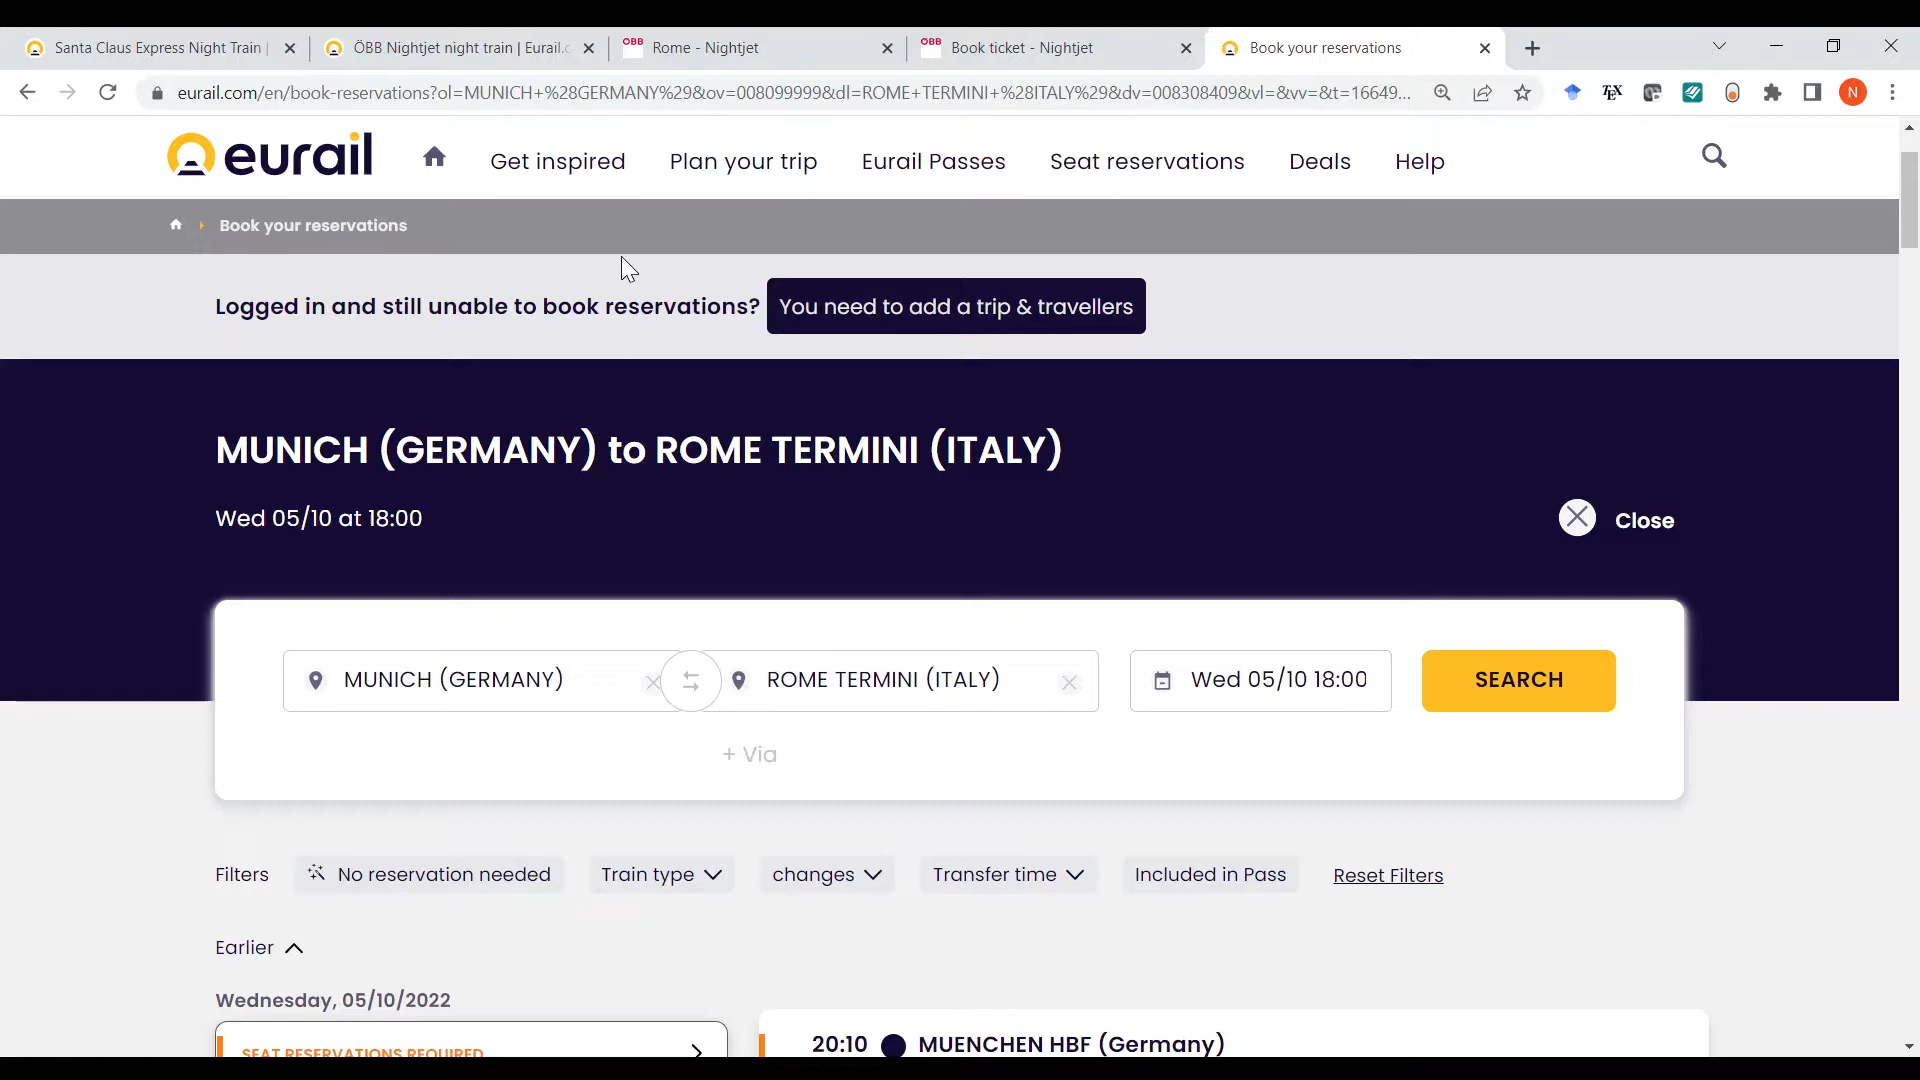 Santa Claus Express Night Train |
ÖBB Nightjet night train | Eurail.c
ÖBB Rome - Nightjet
ÖBB Book ticket - Nightjet
Book your reservations
eurail.com/en/book-reservations?ol=MUNICH+%28GERMANY%29&ov=008099999&dl=ROME+TERMINI+%28ITALY%29&dv=008308409&vl=&vv=&t=16649...
TEX
N
eurail
Get inspired
Plan your trip
Eurail Passes
Seat reservations
Deals
Help
Book your reservations
Logged in and still unable to book reservations? You need to add a trip & travellers
MUNICH (GERMANY) to ROME TERMINI (ITALY)
Wed 05/10 at 18:00
Close
MUNICH (GERMANY)
ROME TERMINI (ITALY)
Wed 05/10 18:00
SEARCH
+ Via
Filters
No reservation needed
Train type
changes
Transfer time
Included in Pass
Reset Filters
Earlier
Wednesday, 05/10/2022
SEAT RESERVATIONS REQUIRED
20:10 MUENCHEN HBF (Germany)